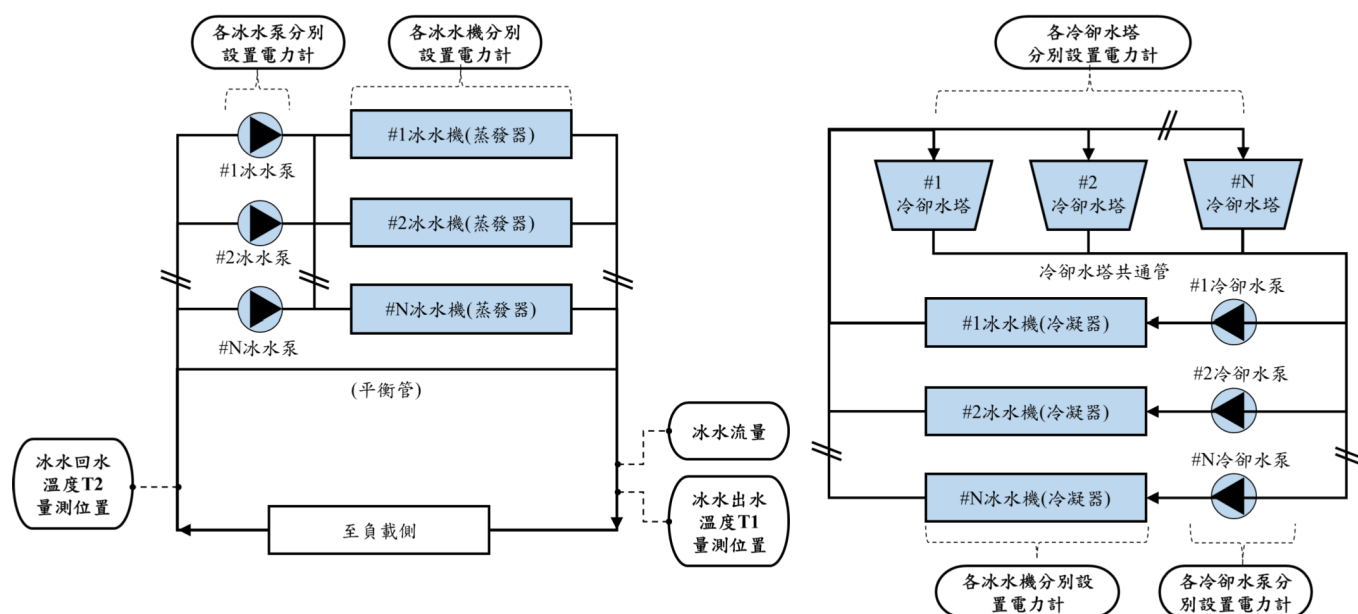 各冰水泵分別
設置電力計
各冰水機分別
設置電力計
#1冰水機(蒸發器)
#1冰水泵
#2冰水機(蒸發器)
#2冰水泵
#N冰水機(蒸發器)
#N冰水泵
(平衡管)
冰水流量
冰水回水
溫度T2
量測位置
冰水出水
溫度T1
量測位置
至負載側
各冷卻水塔
分別設置電力計
#1
冷卻水塔
#2
冷卻水塔
#N
冷卻水塔
冷卻水塔共通管
#1冷卻水泵
#1冰水機(冷凝器)
#2冷卻水泵
#2冰水機(冷凝器)
#N冷卻水泵
#N冰水機(冷凝器)
各冰水機分別設
置電力計
各冷卻水泵分
別設置電力計